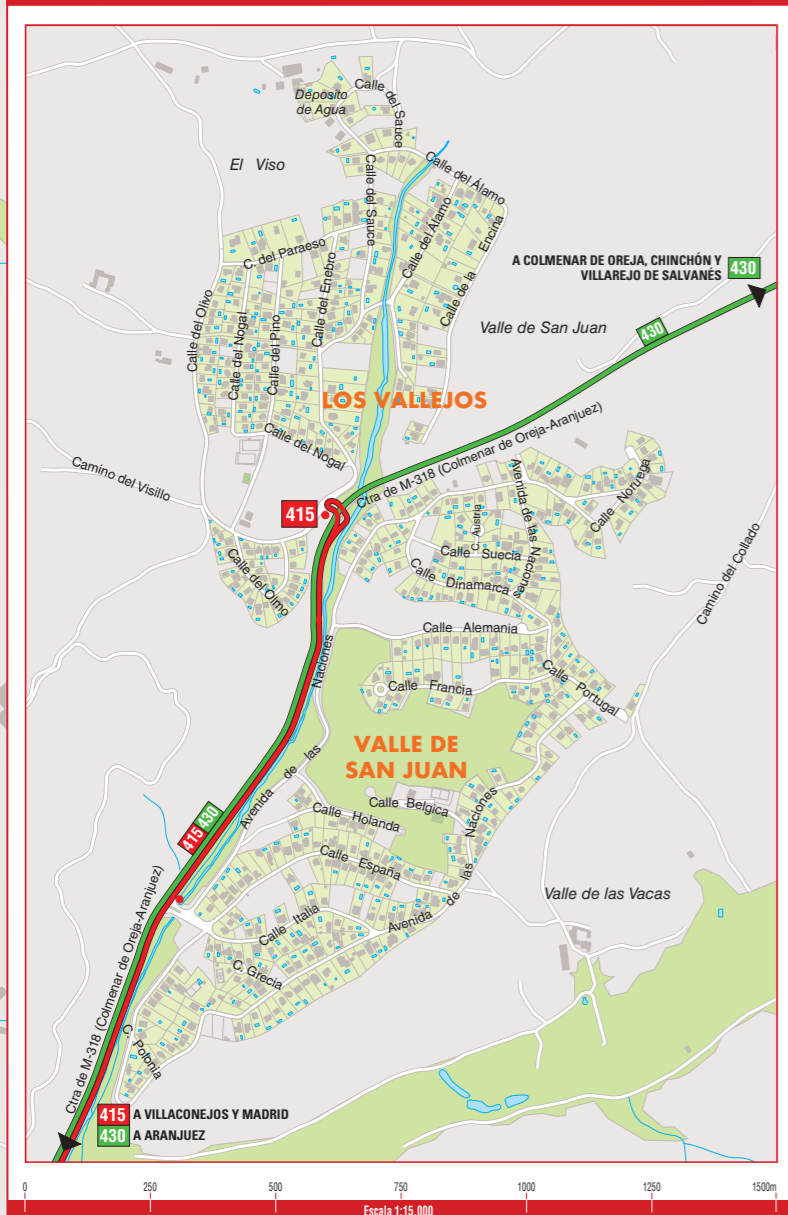 Calle del Sauce
Depósito
de Agua
El Viso
Calle del Álamo
Calle del Sauce
Calle del Álamo
Calle de la Encina
C. del Paraeso
Calle del Enebro
A COLMENAR DE OREJA, CHINCHÓN Y
VILLAREJO DE SALVANÉS
430
Calle del Olivo
Calle del Nogal
Calle del Pino
Valle de San Juan
430
LOS VALLEJOS
Calle del Nogal
Ctra de M-318 (Colmenar de Oreja-Aranjuez)
Camino del Visillo
415
Avenida de las Naciones
Calle Noruega
C. Austria
Calle Suecia
Calle del Olmo
Calle Dinamarca
Camino del Collado
Calle Alemania
Avenida de las Naciones
Calle Francia
Calle Portugal
VALLE DE
SAN JUAN
Calle Belgica
Calle Holanda
415 430
Calle España
Avenida de las Naciones
Valle de las Vacas
Calle Italia
C. Grecia
Ctra de M-318 (Colmenar de Oreja-Aranjuez)
C. Polonia
415 A VILLACONEJOS Y MADRID
430 A ARANJUEZ
0 250 500 750 1000 1250 1500m
Escala 1:15.000